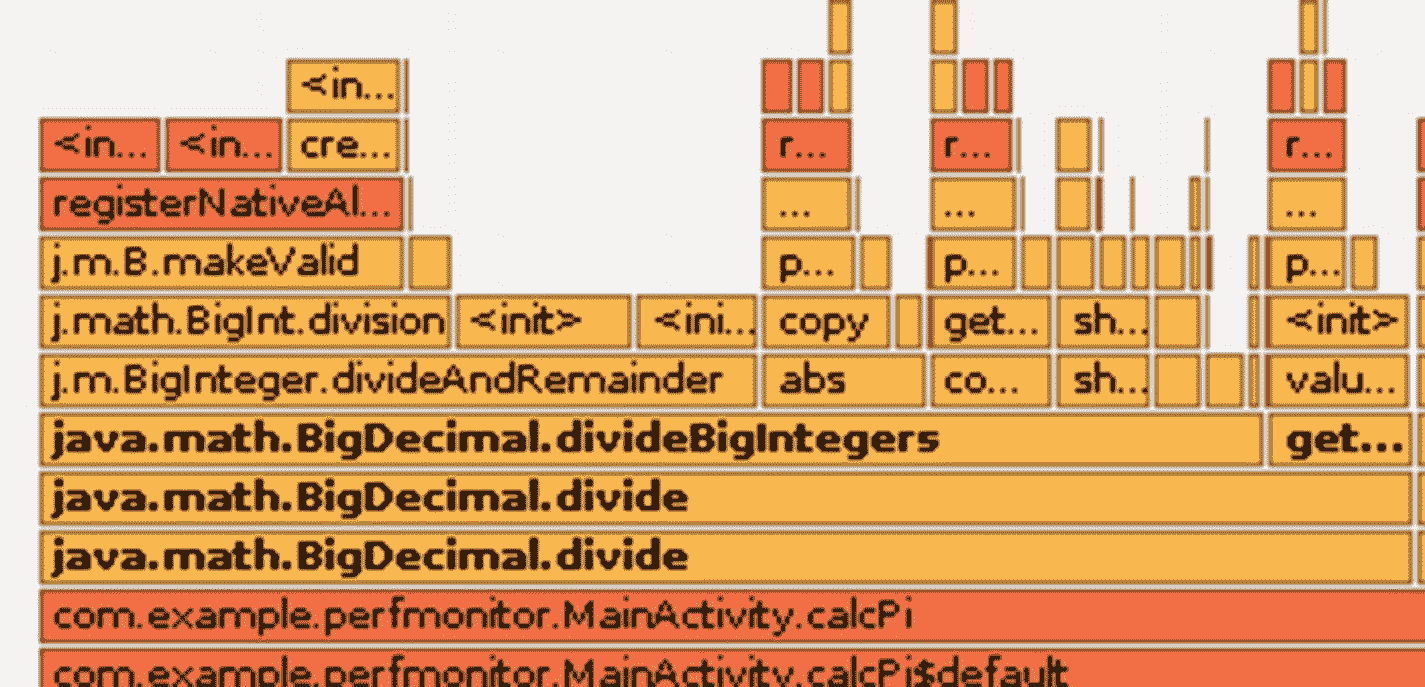 <in...
<in... <in... cre... r... r... r...
registerNativeAl... ... ... ...
j.m.B.makeValid p... p... p...
j.math.BigInt.division <init> <ini... copy get... sh... <init>
j.m.BigInteger.divideAndRemainder abs co... sh... valu...
java.math.BigDecimal.divideBigIntegers get...
java.math.BigDecimal.divide
java.math.BigDecimal.divide
com.example.perfmonitor.MainActivity.calcPi
com.example.perfmonitor.MainActivity.calcPi$default